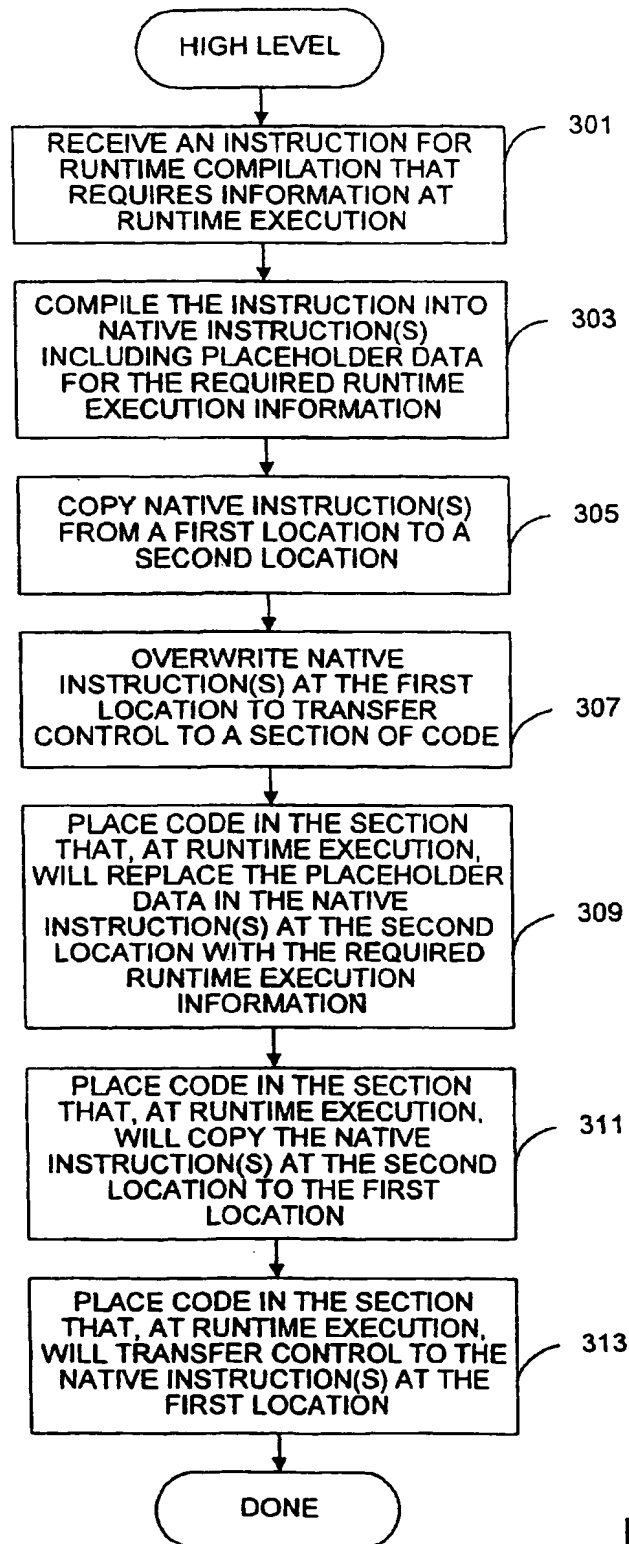 HIGH LEVEL
301
RECEIVE AN INSTRUCTION FOR
RUNTIME COMPILATION THAT
REQUIRES INFORMATION AT
RUNTIME EXECUTION
303
COMPILE THE INSTRUCTION INTO
NATIVE INSTRUCTION(S)
INCLUDING PLACEHOLDER DATA
FOR THE REQUIRED RUNTIME
EXECUTION INFORMATION
305
COPY NATIVE INSTRUCTION(S)
FROM A FIRST LOCATION TO A
SECOND LOCATION
307
OVERWRITE NATIVE
INSTRUCTION(S) AT THE FIRST
LOCATION TO TRANSFER
CONTROL TO A SECTION OF CODE
309
PLACE CODE IN THE SECTION
THAT, AT RUNTIME EXECUTION,
WILL REPLACE THE PLACEHOLDER
DATA IN THE NATIVE
INSTRUCTION(S) AT THE SECOND
LOCATION WITH THE REQUIRED
RUNTIME EXECUTION
INFORMATION
311
PLACE CODE IN THE SECTION
THAT, AT RUNTIME EXECUTION,
WILL COPY THE NATIVE
INSTRUCTION(S) AT THE SECOND
LOCATION TO THE FIRST
LOCATION
313
PLACE CODE IN THE SECTION
THAT, AT RUNTIME EXECUTION,
WILL TRANSFER CONTROL TO THE
NATIVE INSTRUCTION(S) AT THE
FIRST LOCATION
DONE